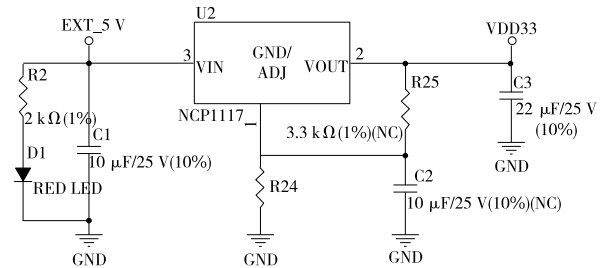 EXT_5 V
U2
VDD33
3
VIN
GND/
ADJ
VOUT
2
R2
2 kΩ(1%)
C1
10 μF/25 V(10%)
D1
RED LED
NCP1117
1
R25
3.3 kΩ(1%)(NC)
C3
22 μF/25 V
(10%)
GND
R24
C2
10 μF/25 V(10%)(NC)
GND
GND
GND